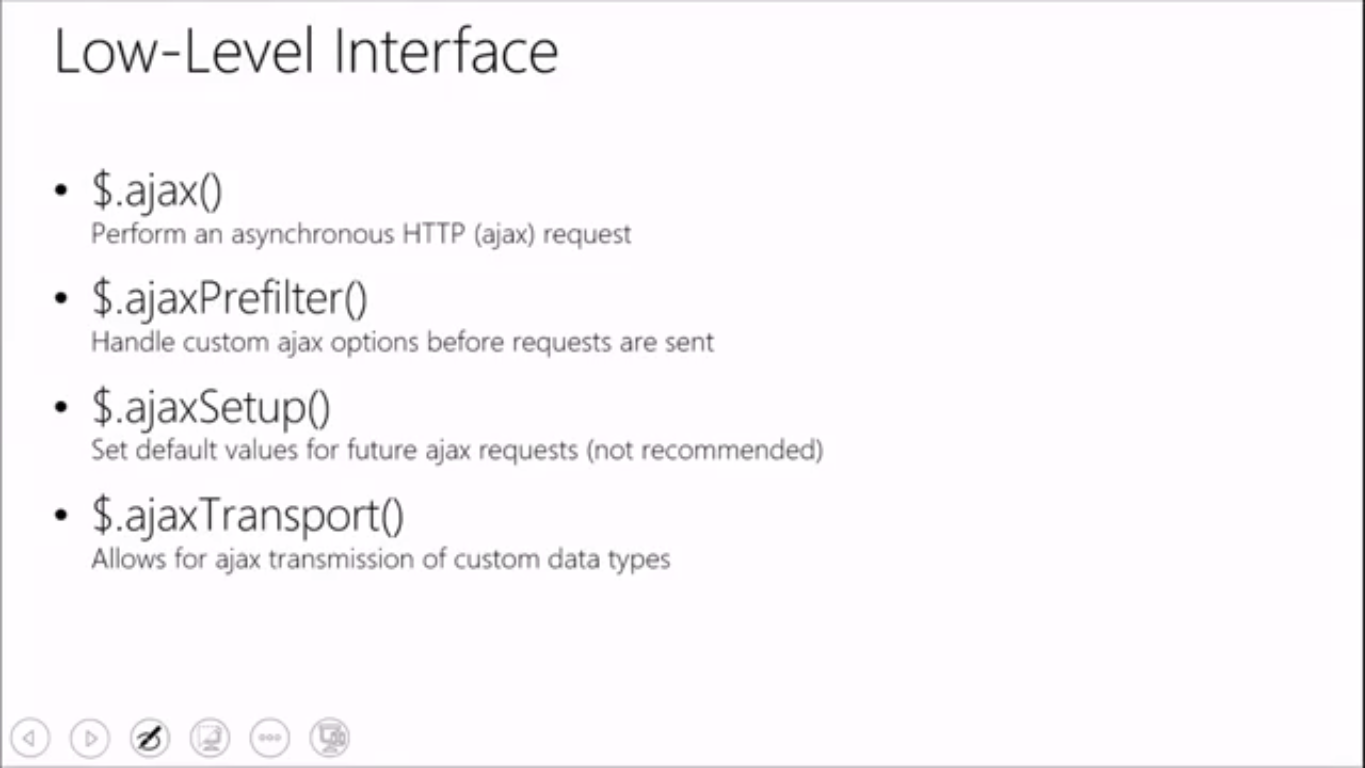 Low-Level Interface
• $.ajax()
Perform an asynchronous HTTP (ajax) request
• $.ajaxPrefilter()
Handle custom ajax options before requests are sent
• $.ajaxSetup()
Set default values for future ajax requests (not recommended)
• $.ajaxTransport()
Allows for ajax transmission of custom data types